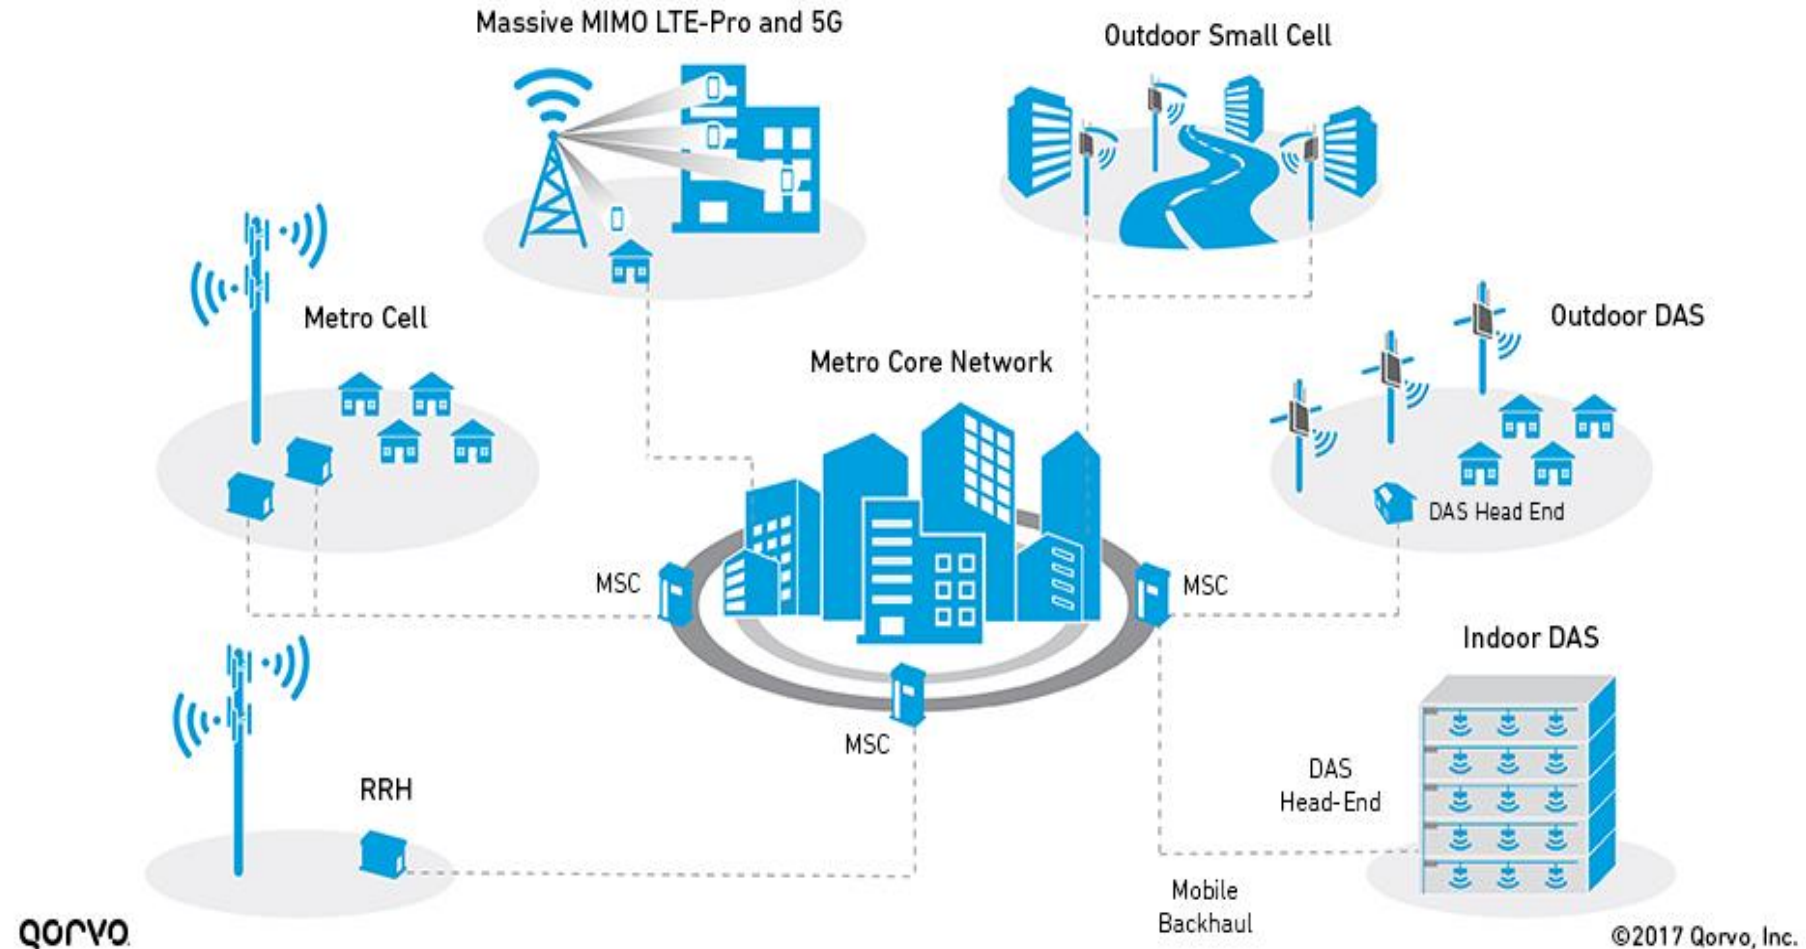 Massive MIMO LTE-Pro and 5G
Outdoor Small Cell
Metro Cell
Outdoor DAS
Metro Core Network
DAS Head End
MSC
MSC
Indoor DAS
MSC
RRH
DAS
Head-End
Mobile
Backhaul
QORVO
©2017 Qorvo, Inc.